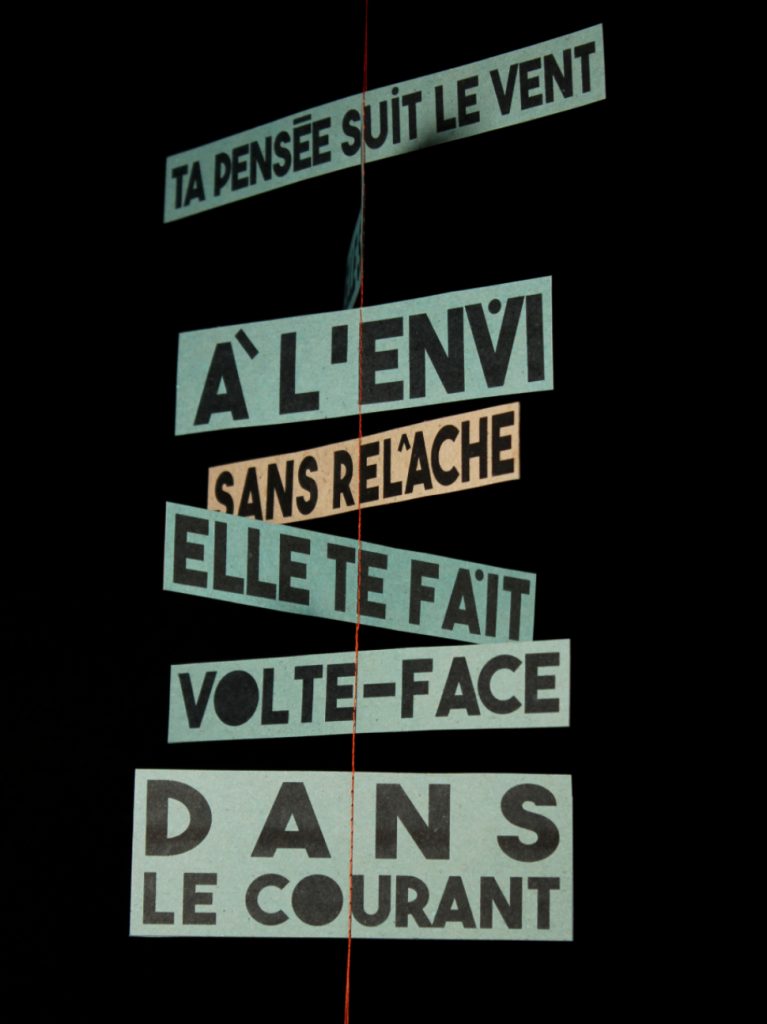 TA PENSÉE SUIT LE VENT
À L'ENVI
SANS RELÂCHE
ELLE TE FAIT
VOLTE-FACE
DANS
LE COURANT